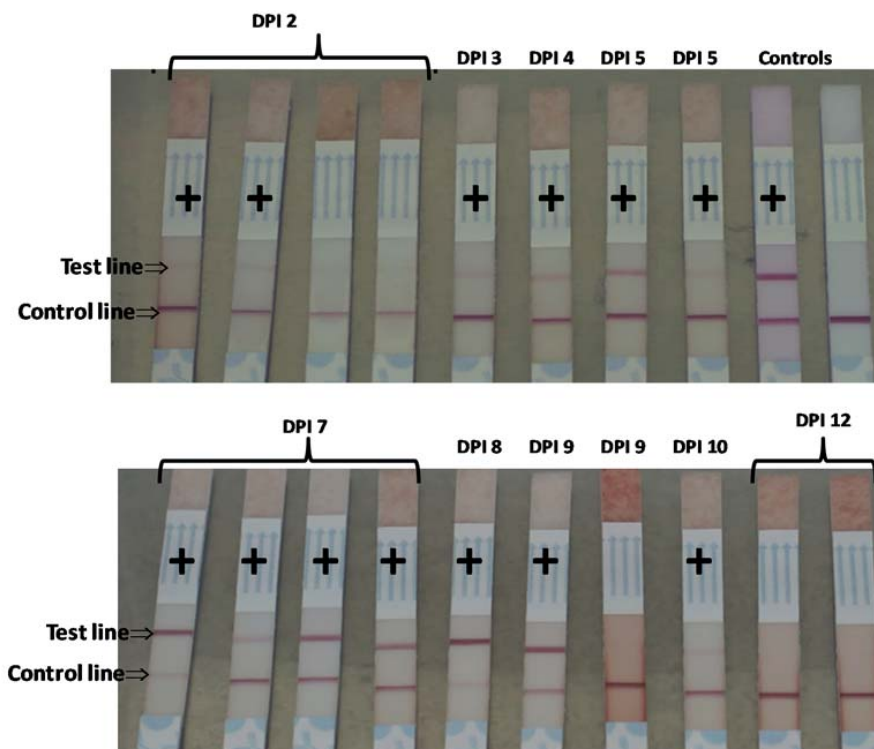 DPI 2
DPI 3 DPI 4 DPI 5 DPI 5 Controls
+ + + + + + +
Test line⇒
Control line⇒
DPI 7 DPI 8 DPI 9 DPI 9 DPI 10 DPI 12
+ + + + + + +
Test line⇒
Control line⇒